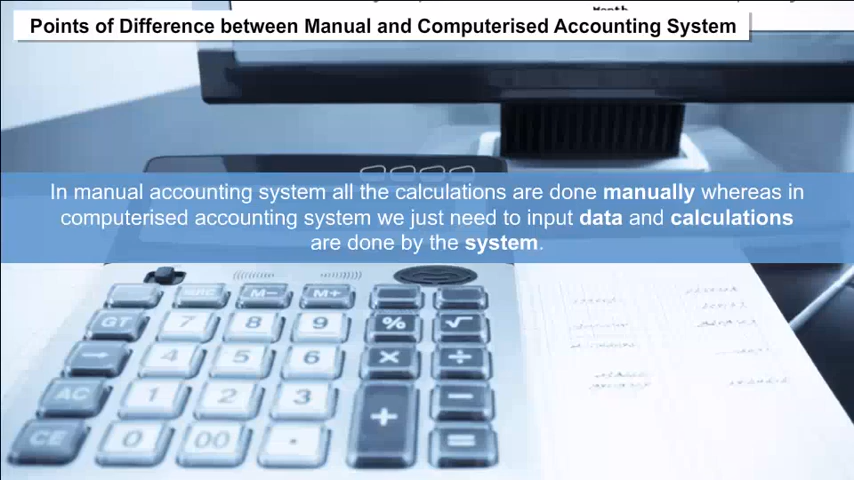 Month
Points of Difference between Manual and Computerised Accounting System
In manual accounting system all the calculations are done manually whereas in
computerised accounting system we just need to input data and calculations
are done by the system.
M− M+
GT 7 8 9 % √
→ 4 5 6 × ÷
AC 1 2 3 + −
CE 0 00 · =